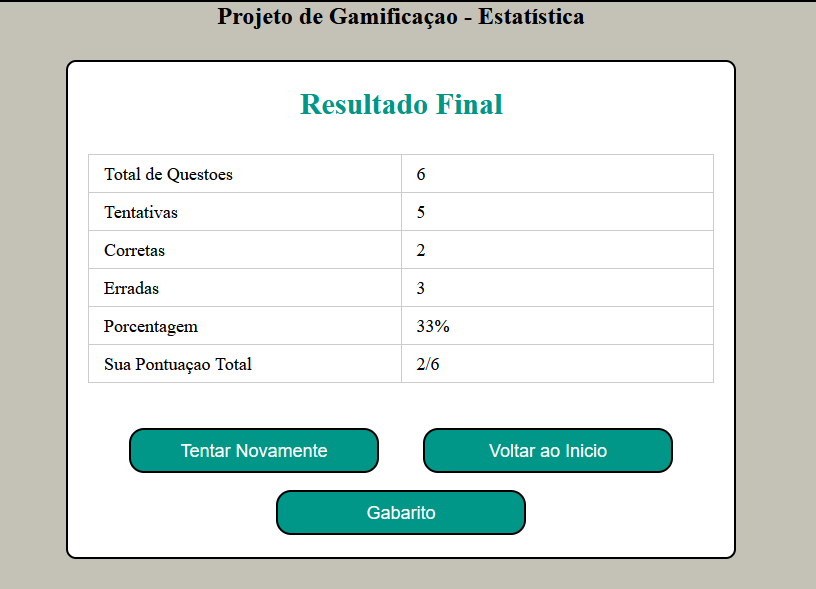 Projeto de Gamificaçao - Estatística
Resultado Final
Total de Questoes 6
Tentativas 5
Corretas 2
Erradas 3
Porcentagem 33%
Sua Pontuaçao Total 2/6
Tentar Novamente Voltar ao Inicio
Gabarito